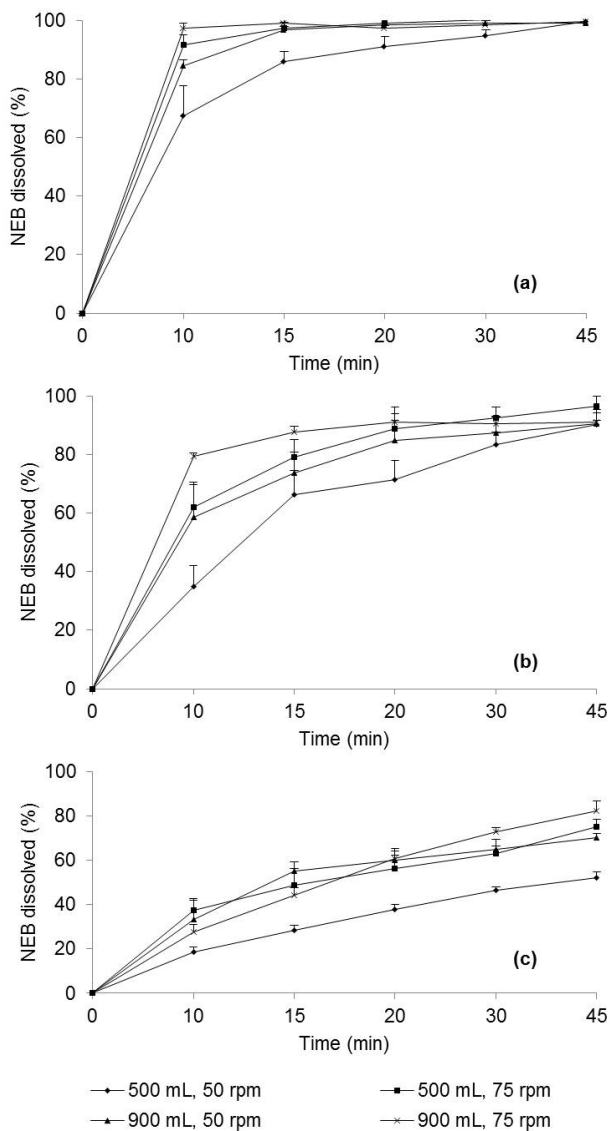 100
80
60
40
20
0
NEB dissolved (%)
(a)
0 10 15 20 30 45
Time (min)
100
80
60
40
20
0
NEB dissolved (%)
(b)
0 10 15 20 30 45
Time (min)
100
80
60
40
20
0
NEB dissolved (%)
(c)
0 10 15 20 30 45
Time (min)
500 mL, 50 rpm 500 mL, 75 rpm
900 mL, 50 rpm 900 mL, 75 rpm